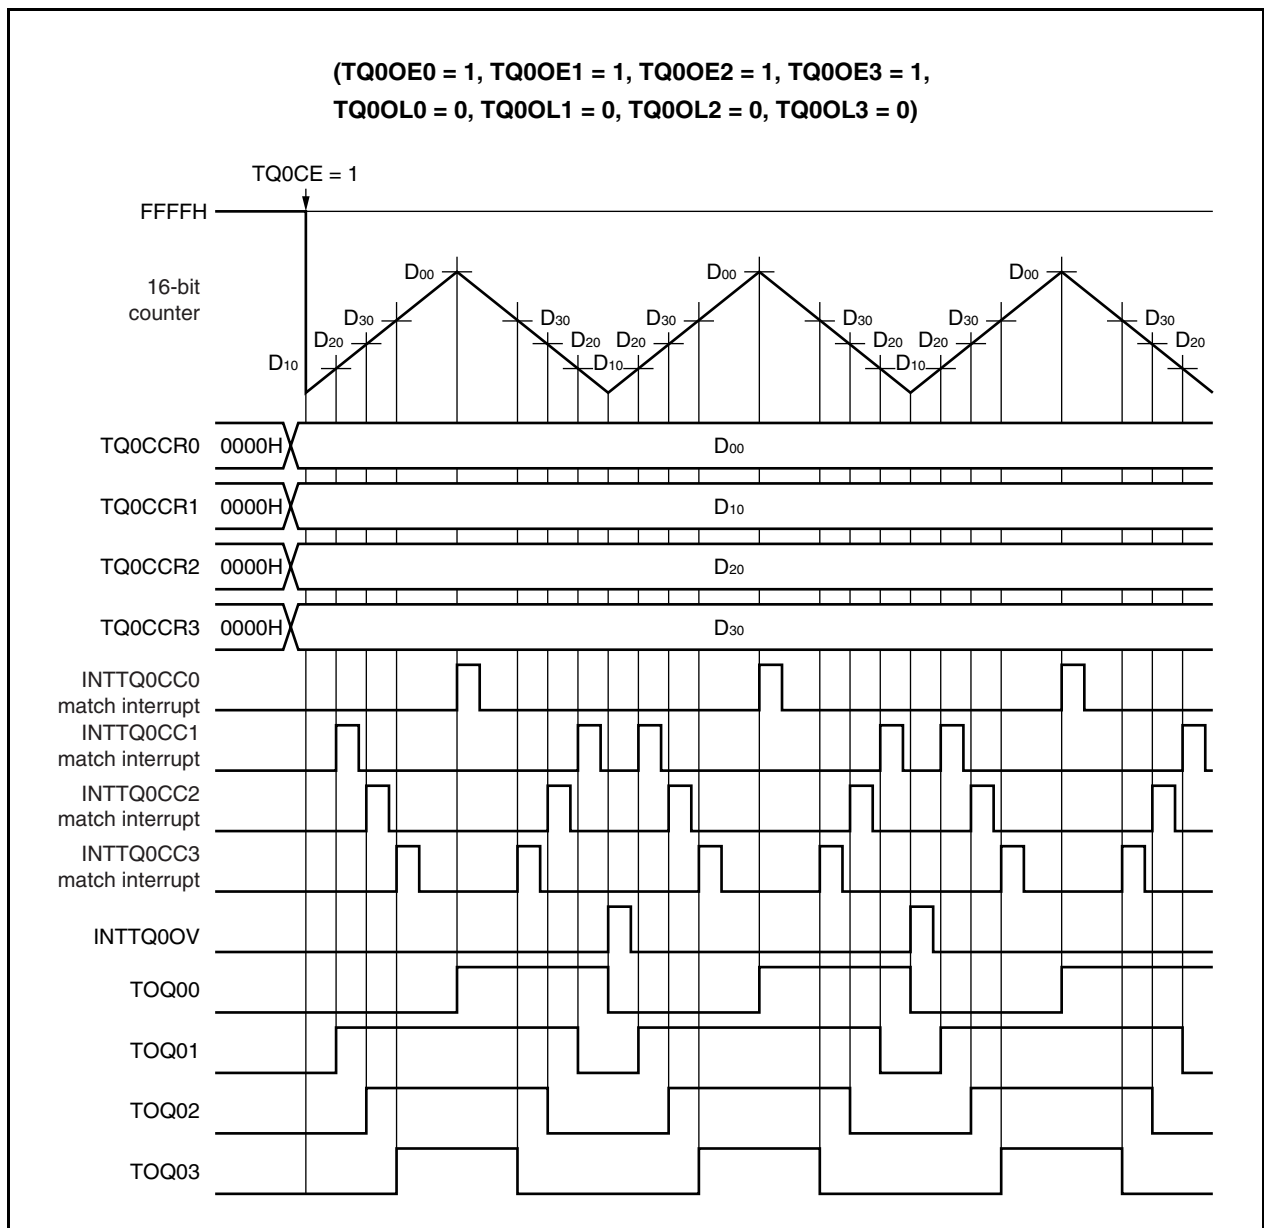 (TQ0OE0 = 1, TQ0OE1 = 1, TQ0OE2 = 1, TQ0OE3 = 1,
TQ0OL0 = 0, TQ0OL1 = 0, TQ0OL2 = 0, TQ0OL3 = 0)
TQ0CE = 1
FFFFH
16-bit
counter
D00 D00 D00
D30 D30 D30 D30 D30 D30
D20 D20 D20 D20 D20 D20
D10 D10 D10
TQ0CCR0 0000H D00
TQ0CCR1 0000H D10
TQ0CCR2 0000H D20
TQ0CCR3 0000H D30
INTTQ0CC0
match interrupt
INTTQ0CC1
match interrupt
INTTQ0CC2
match interrupt
INTTQ0CC3
match interrupt
INTTQ0OV
TOQ00
TOQ01
TOQ02
TOQ03